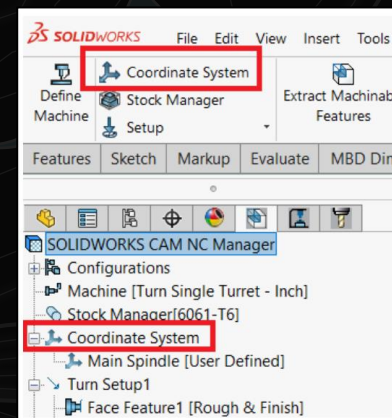 SOLIDWORKS File Edit View Insert Tools
Coordinate System
Define Machine
Stock Manager
Extract Machinab
Features
Setup
Features Sketch Markup Evaluate MBD Dim
SOLIDWORKS CAM NC Manager
Configurations
Machine [Turn Single Turret - Inch]
Stock Manager[6061-T6]
Coordinate System
Main Spindle [User Defined]
Turn Setup1
Face Feature1 [Rough & Finish]